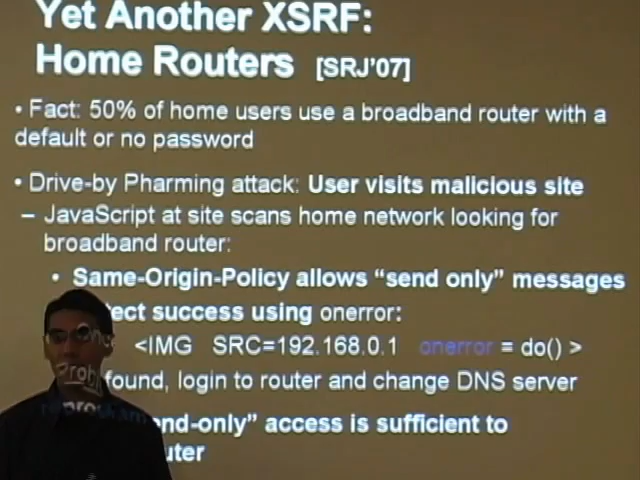 Yet Another XSRF:
Home Routers [SRJ'07]
• Fact: 50% of home users use a broadband router with a
default or no password
• Drive-by Pharming attack: User visits malicious site
– JavaScript at site scans home network looking for
broadband router:
• Same-Origin-Policy allows “send only” messages
ect success using onerror:
<IMG SRC=192.168.0.1 onerror = do() >
found, login to router and change DNS server
nd-only” access is sufficient to
uter